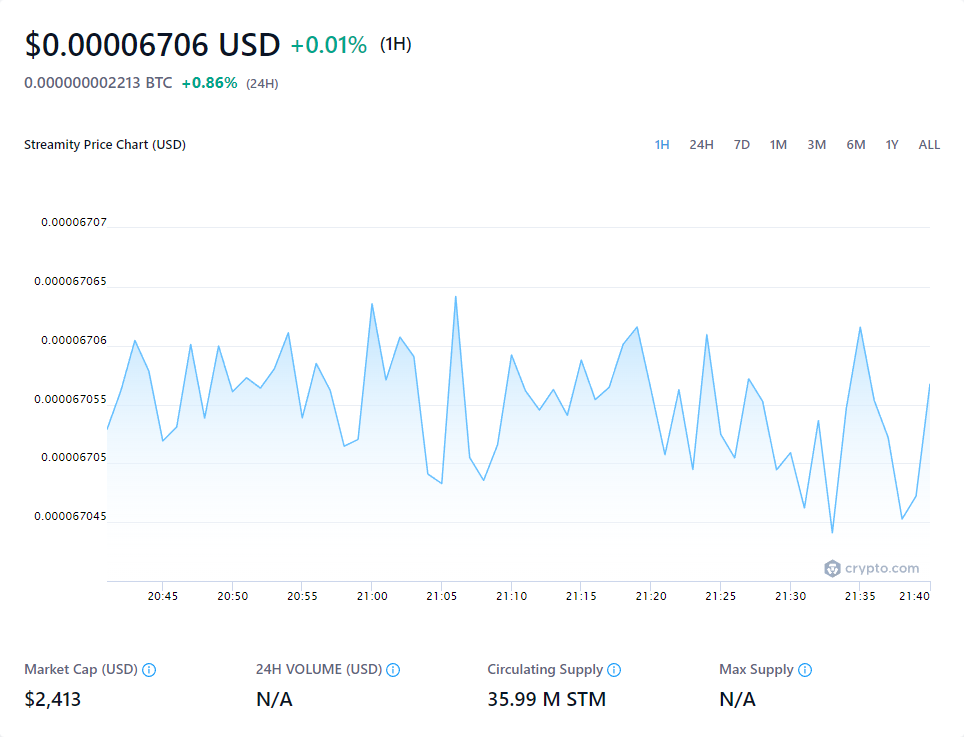 $0.00006706 USD +0.01% (1H)
0.000000002213 BTC +0.86% (24H)
Streamity Price Chart (USD) 1H 24H 7D 1M 3M 6M 1Y ALL
0.00006707
0.000067065
0.00006706
0.000067055
0.00006705
0.000067045
crypto.com
20:45 20:50 20:55 21:00 21:05 21:10 21:15 21:20 21:25 21:30 21:35 21:40
Market Cap (USD) 24H VOLUME (USD) Circulating Supply Max Supply
$2,413 N/A 35.99 M STM N/A